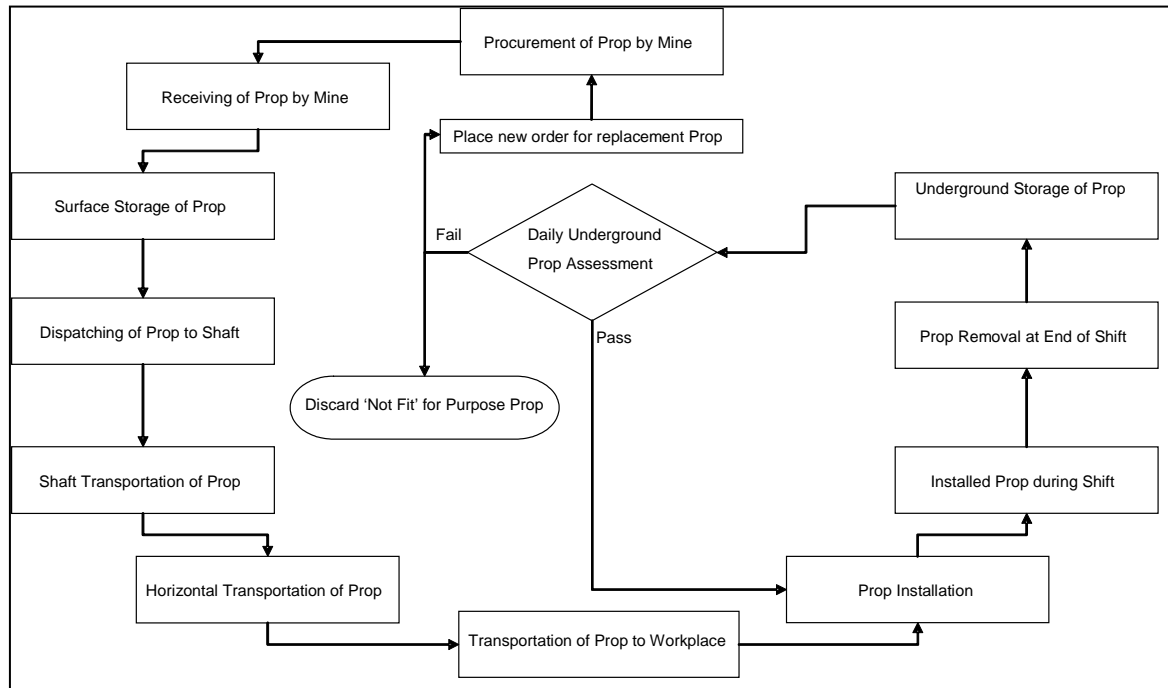 Procurement of Prop by Mine
Receiving of Prop by Mine
Place new order for replacement Prop
Surface Storage of Prop
Underground Storage of Prop
Fail
Daily Underground
Prop Assessment
Dispatching of Prop to Shaft
Pass
Prop Removal at End of Shift
Discard ‘Not Fit’ for Purpose Prop
Shaft Transportation of Prop
Installed Prop during Shift
Horizontal Transportation of Prop
Prop Installation
Transportation of Prop to Workplace